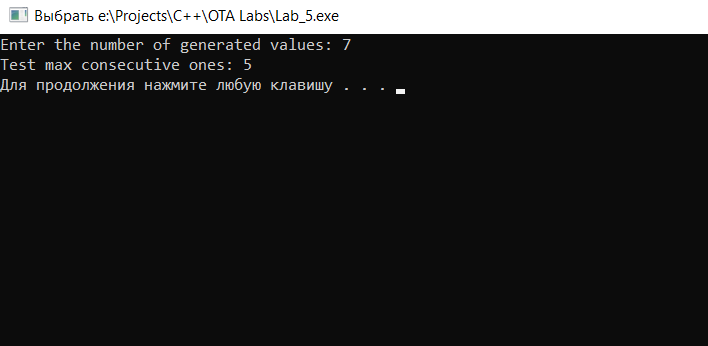 Выбрать e:\Projects\C++\OTA Labs\Lab_5.exe
Enter the number of generated values: 7
Test max consecutive ones: 5
Для продолжения нажмите любую клавишу . . .